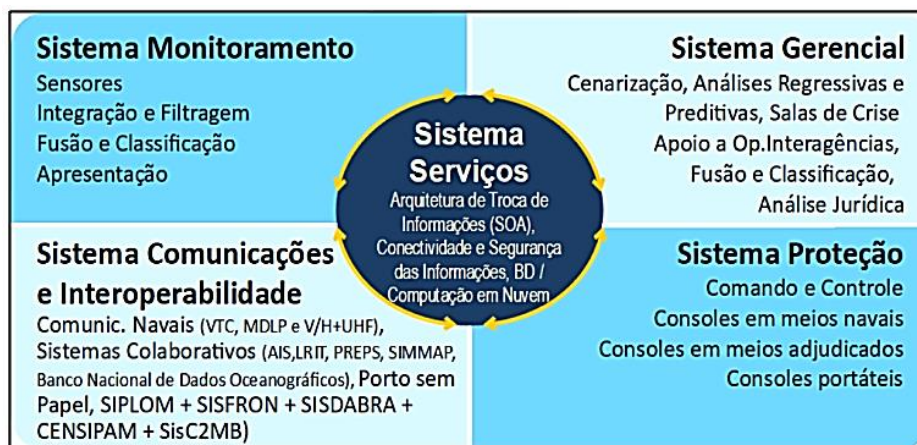 Sistema Monitoramento
Sensores
Integração e Filtragem
Fusão e Classificação
Apresentação
Sistema Gerencial
Cenarização, Análises Regressivas e
Preditivas, Salas de Crise
Apoio a Op.Interagências,
Fusão e Classificação,
Análise Jurídica
Sistema
Serviços
Arquitetura de Troca de
Informações (SOA),
Conectividade e Segurança
das Informações, BD /
Computação em Nuvem
Sistema Comunicações
e Interoperabilidade
Comunic. Navais (VTC, MDLP e V/H+UHF),
Sistemas Colaborativos (AIS,LRIT, PREPS, SIMMAP,
Banco Nacional de Dados Oceanográficos), Porto sem
Papel, SIPLOM + SISFRON + SISDABRA +
CENSIPAM + SisC2MB)
Sistema Proteção
Comando e Controle
Consoles em meios navais
Consoles em meios adjudicados
Consoles portáteis